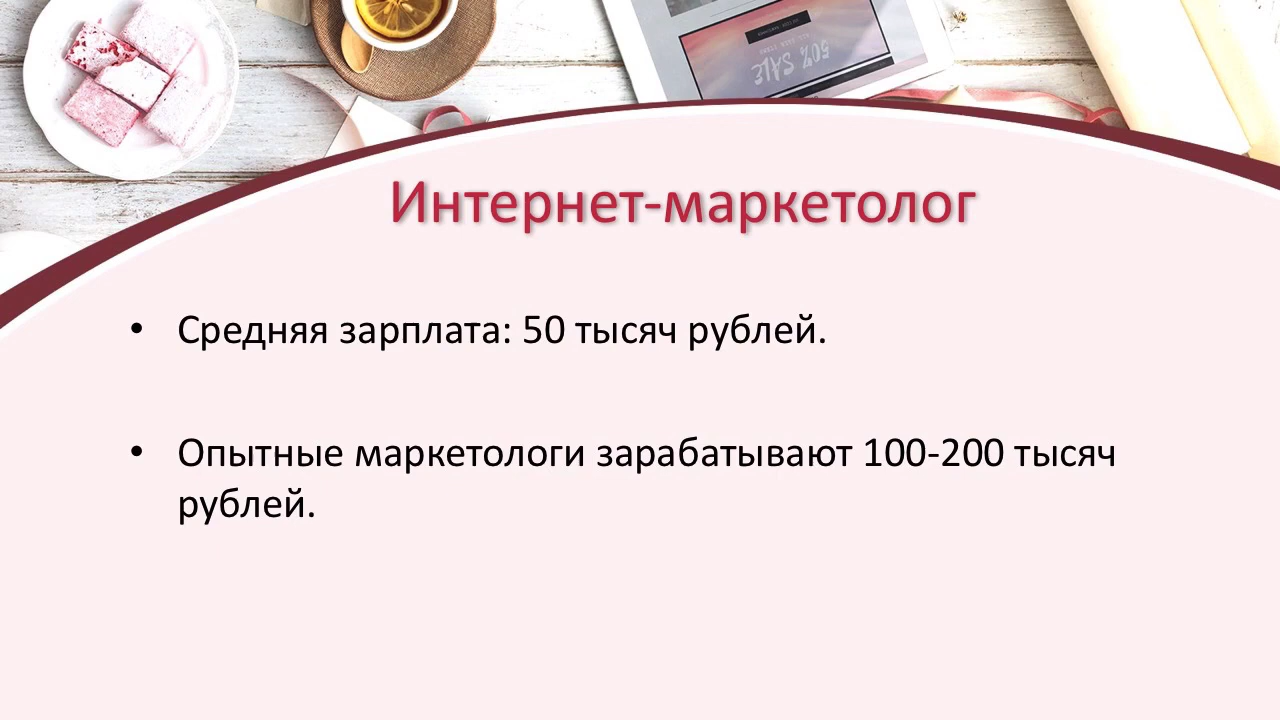 50% SALE
Интернет-маркетолог
• Средняя зарплата: 50 тысяч рублей.
• Опытные маркетологи зарабатывают 100-200 тысяч
рублей.